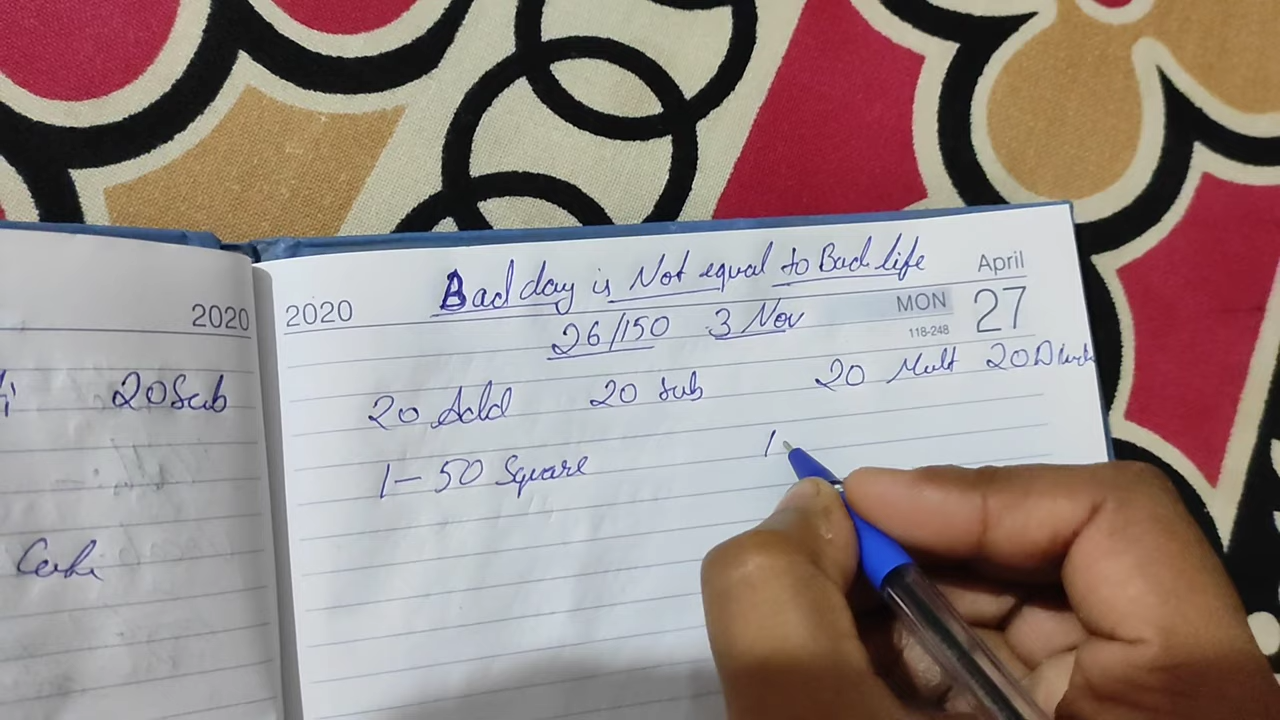 2020
20Sub
2020
Bad day is Not equal to Bad life
April
MON
27
118-248
26/150 3 Nov
20 Add 20 Sub 20 Mult
1-50 Square 1